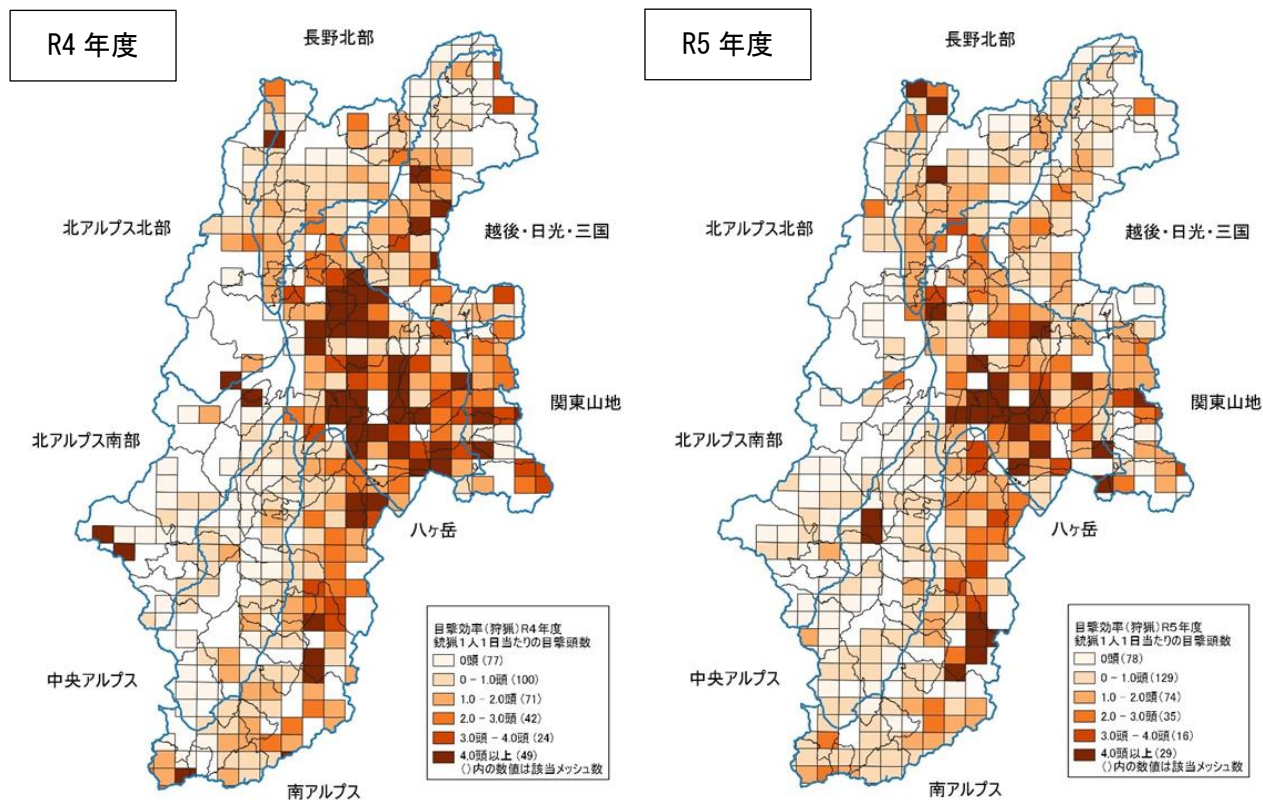 R4 年度
長野北部
北アルプス北部
越後・日光・三国
関東山地
北アルプス南部
八ヶ岳
中央アルプス
南アルプス
目撃効率(狩猟)R4年度
銃猟1人1日当たりの目撃頭数
0頭(77)
0 - 1.0頭(100)
1.0 - 2.0頭(71)
2.0 - 3.0頭(42)
3.0頭 - 4.0頭(24)
4.0頭以上(49)
()内の数値は該当メッシュ数
R5 年度
長野北部
北アルプス北部
越後・日光・三国
関東山地
北アルプス南部
八ヶ岳
中央アルプス
南アルプス
目撃効率(狩猟)R5年度
銃猟1人1日当たりの目撃頭数
0頭(78)
0 - 1.0頭(129)
1.0 - 2.0頭(74)
2.0 - 3.0頭(35)
3.0頭 - 4.0頭(16)
4.0頭以上(29)
()内の数値は該当メッシュ数